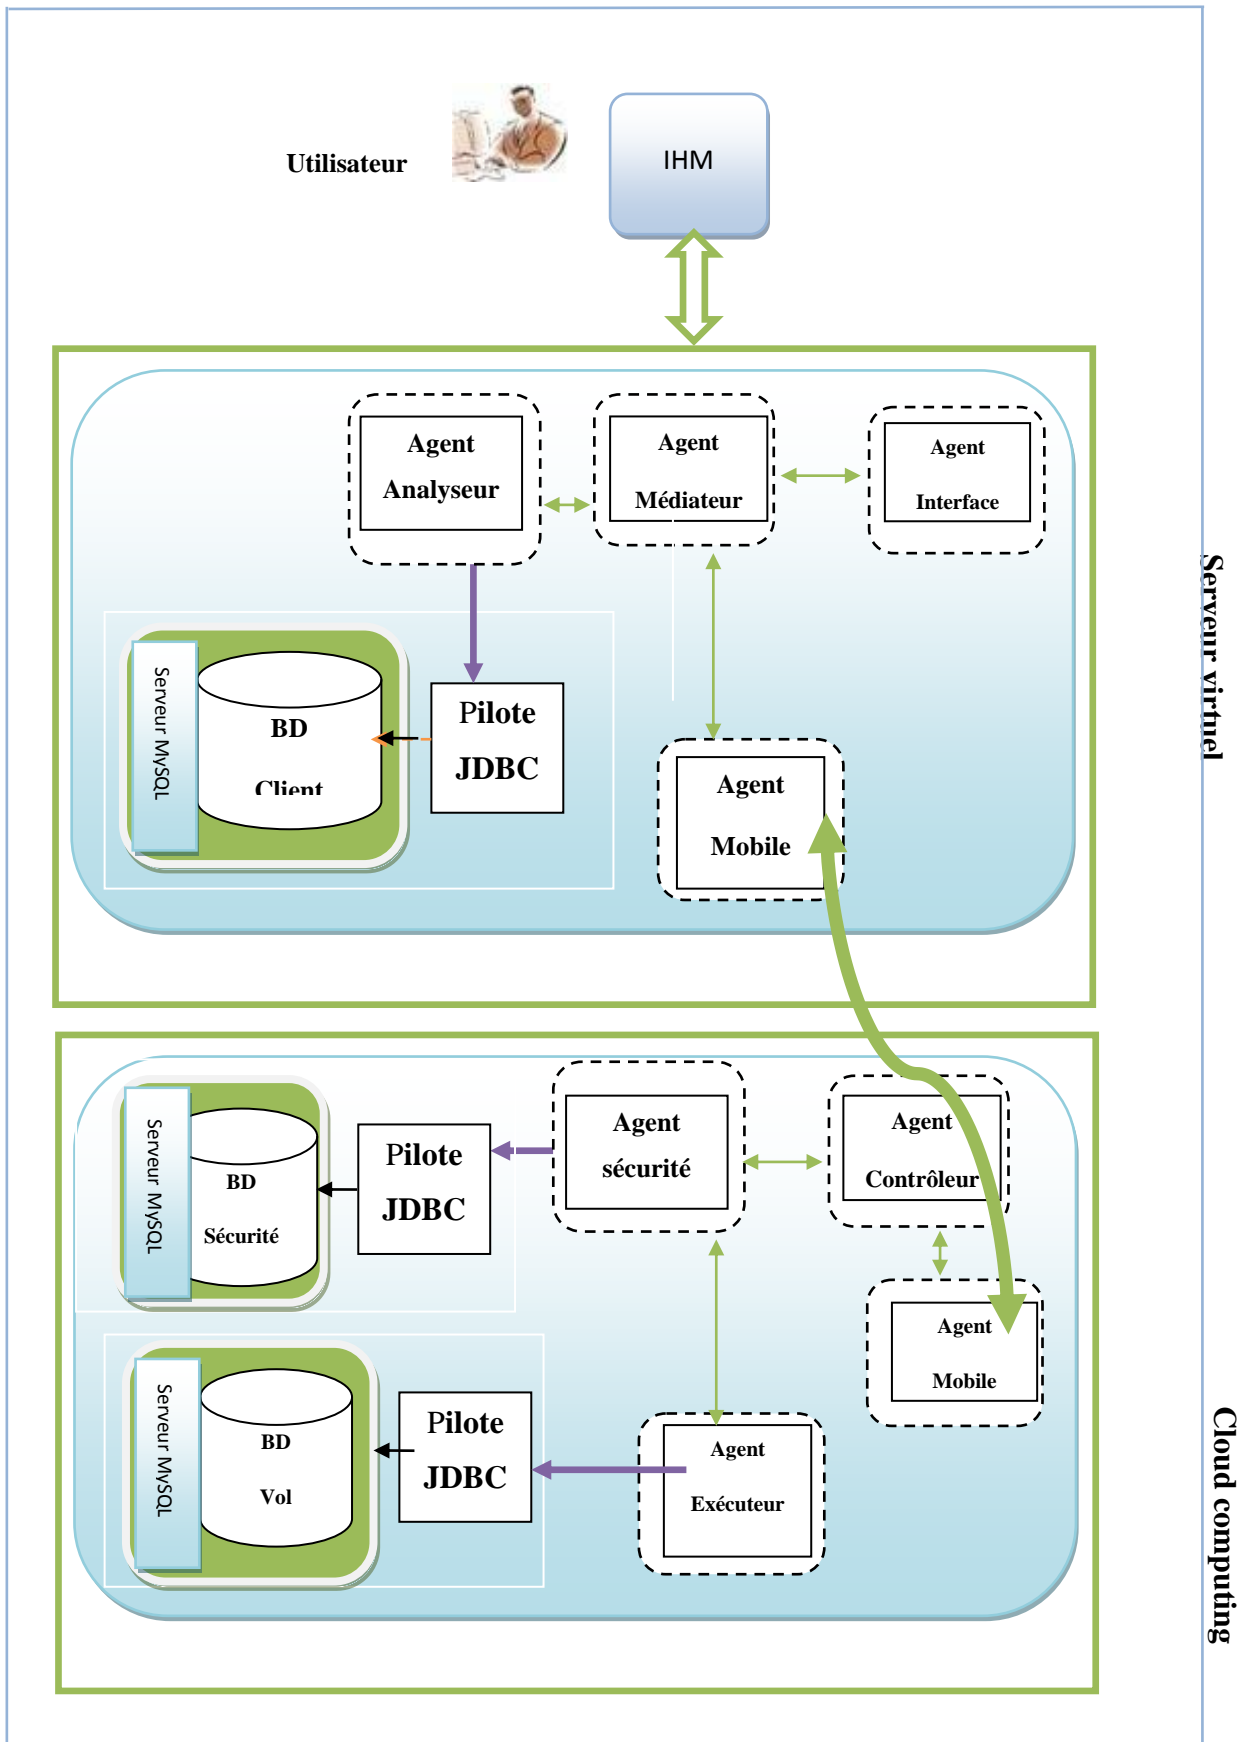 Utilisateur
IHM
Agent
Analyseur
Agent
Médiateur
Agent
Interface
Serveur virtuel
Serveur MySQL
BD
Client
Pilote
JDBC
Agent
Mobile
Serveur MySQL
BD
Sécurité
Pilote
JDBC
Agent
sécurité
Agent
Contrôleur
Agent
Mobile
Serveur MySQL
BD
Vol
Pilote
JDBC
Agent
Exécuteur
Cloud computing